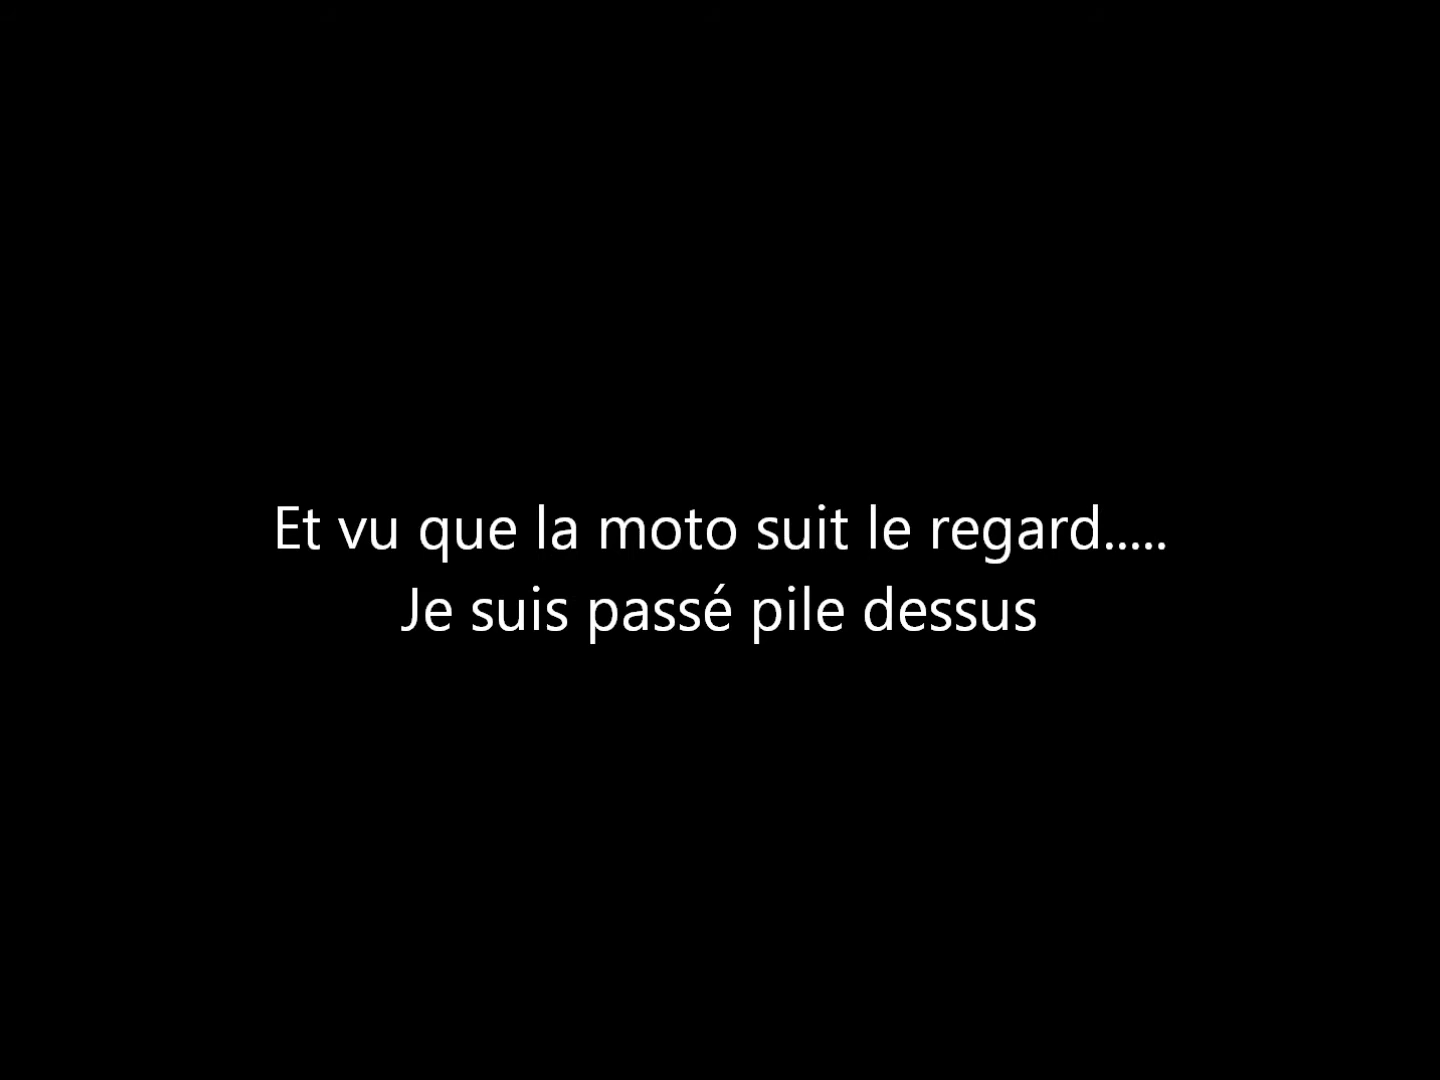 Et vu que la moto suit le regard.....
Je suis passé pile dessus